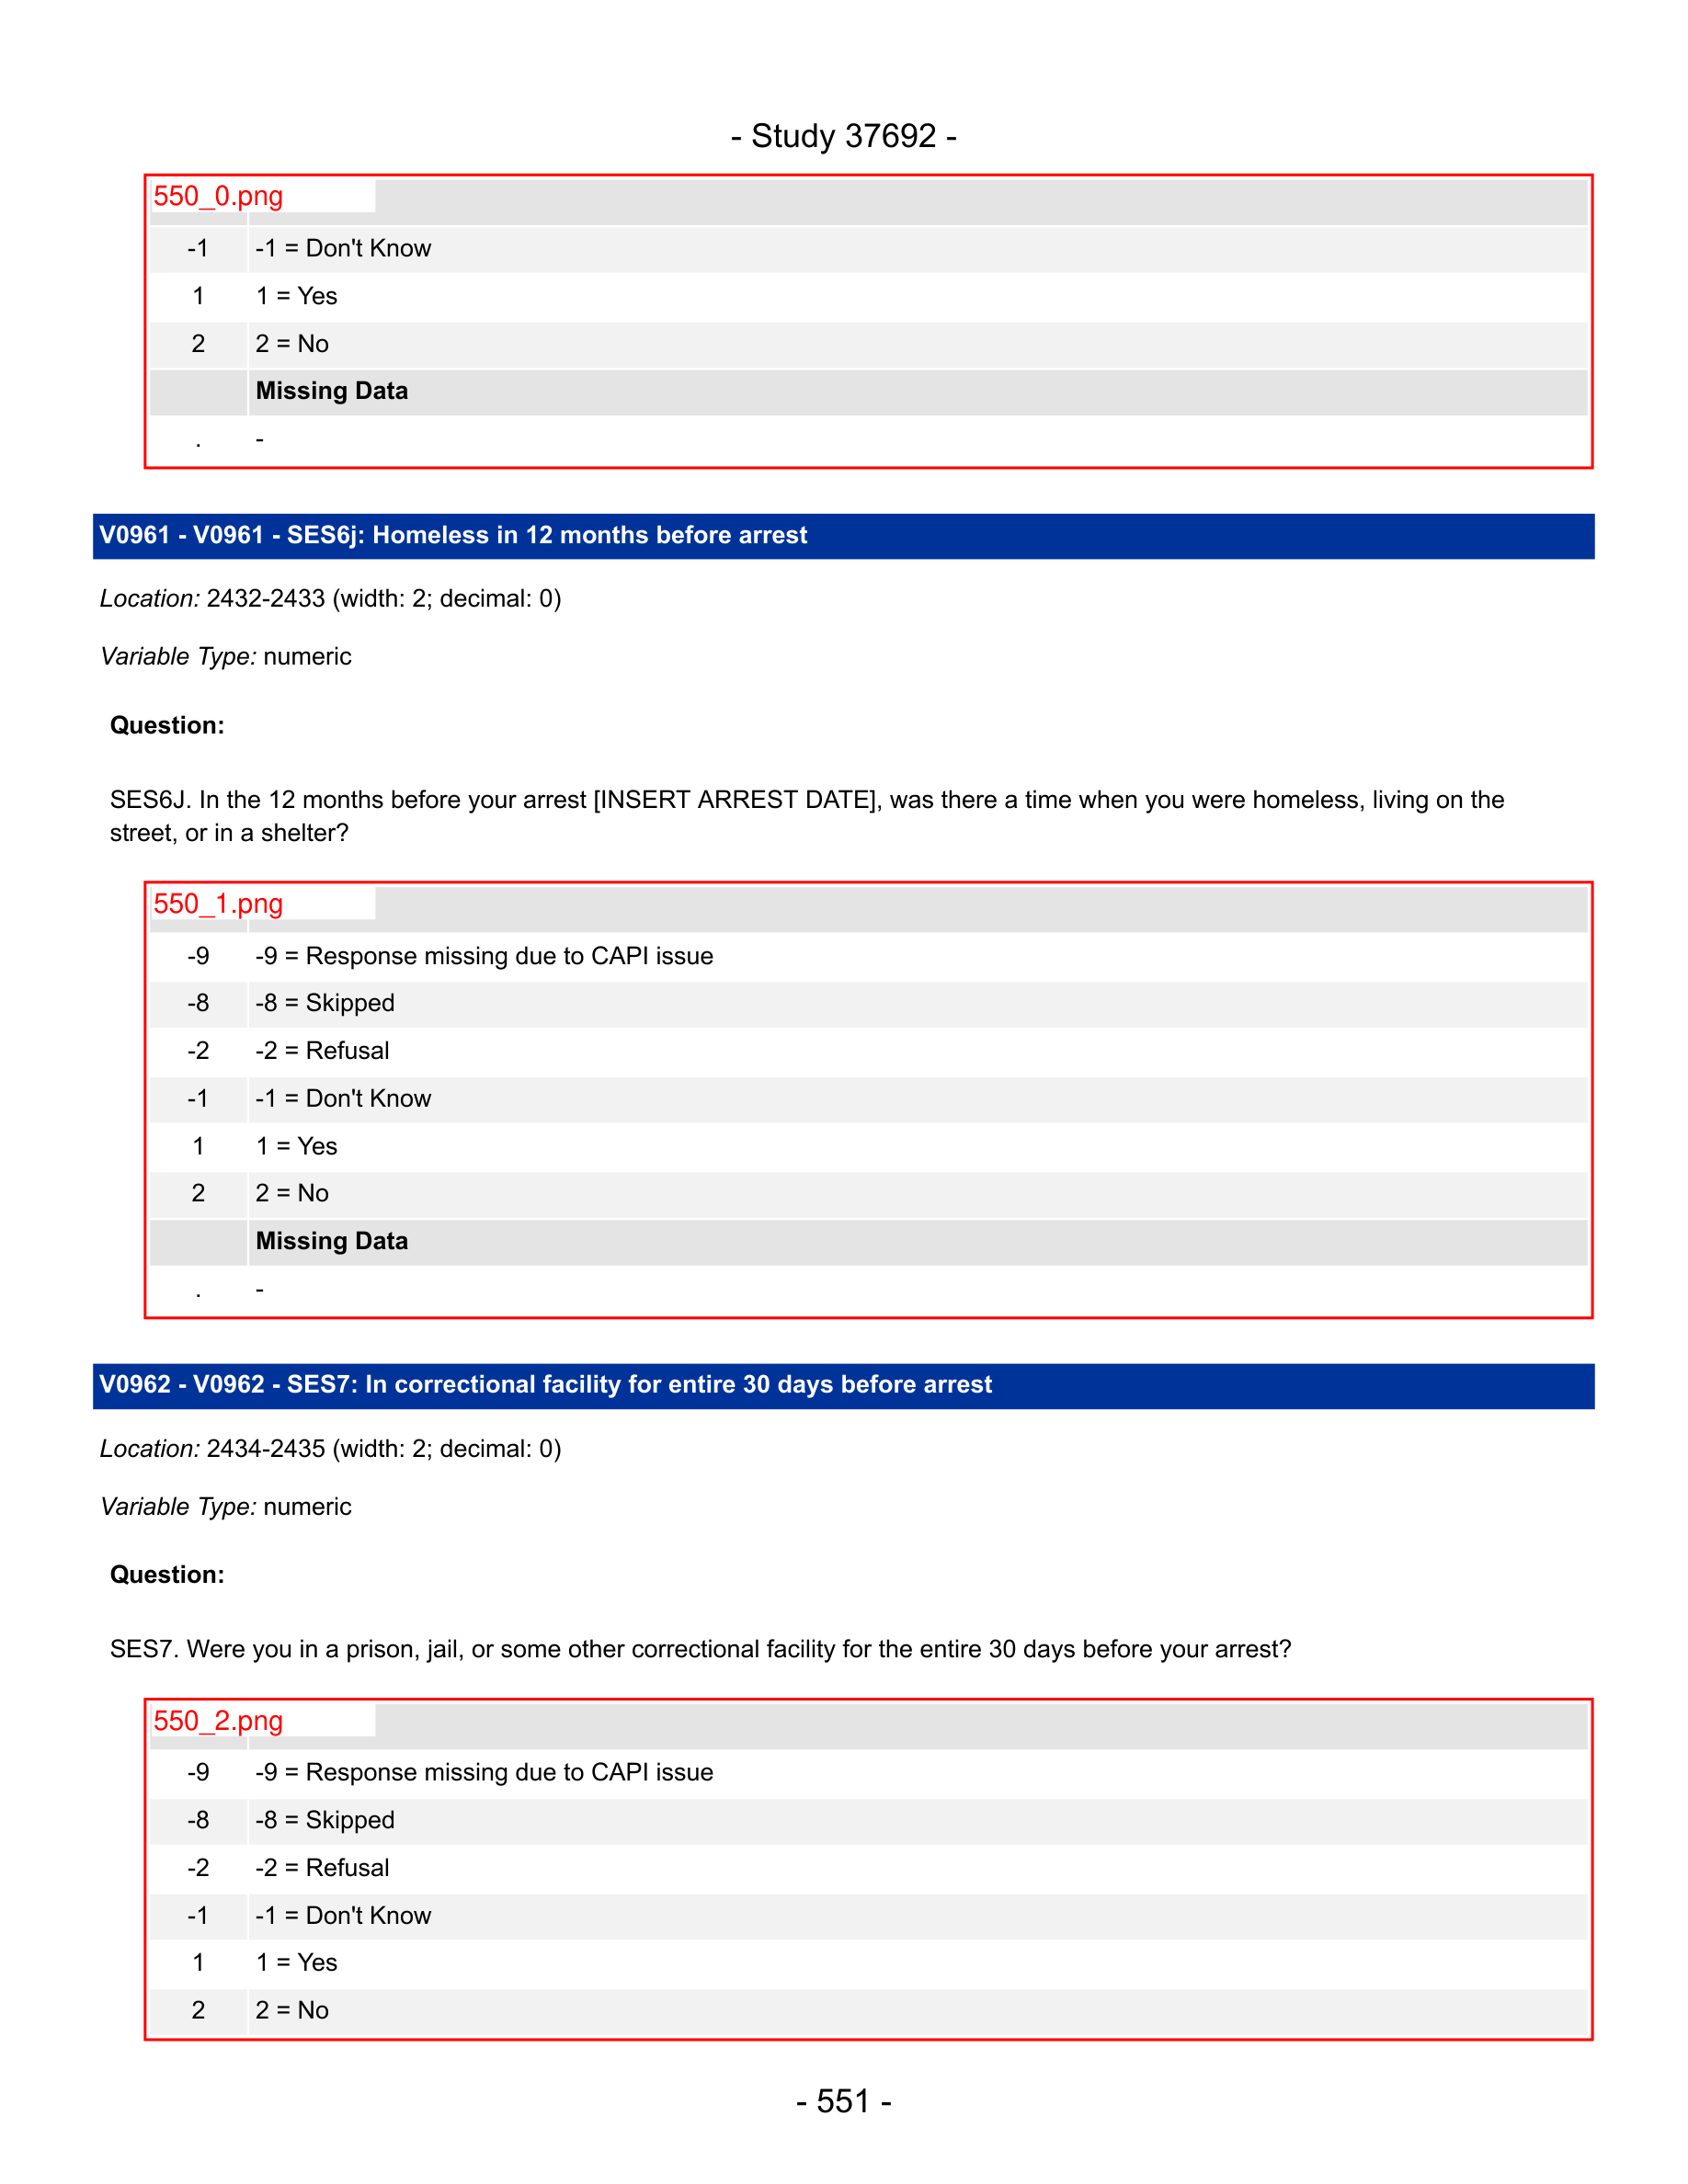 - Study 37692 -
550_0.png
-1 -1 = Don't Know
1 1 = Yes
2 2 = No
Missing Data
. -
V0961 - V0961 - SES6j: Homeless in 12 months before arrest
Location: 2432-2433 (width: 2; decimal: 0)
Variable Type: numeric
Question:
SES6J. In the 12 months before your arrest [INSERT ARREST DATE], was there a time when you were homeless, living on the
street, or in a shelter?
550_1.png
-9 -9 = Response missing due to CAPI issue
-8 -8 = Skipped
-2 -2 = Refusal
-1 -1 = Don't Know
1 1 = Yes
2 2 = No
Missing Data
. -
V0962 - V0962 - SES7: In correctional facility for entire 30 days before arrest
Location: 2434-2435 (width: 2; decimal: 0)
Variable Type: numeric
Question:
SES7. Were you in a prison, jail, or some other correctional facility for the entire 30 days before your arrest?
550_2.png
-9 -9 = Response missing due to CAPI issue
-8 -8 = Skipped
-2 -2 = Refusal
-1 -1 = Don't Know
1 1 = Yes
2 2 = No
- 551 -